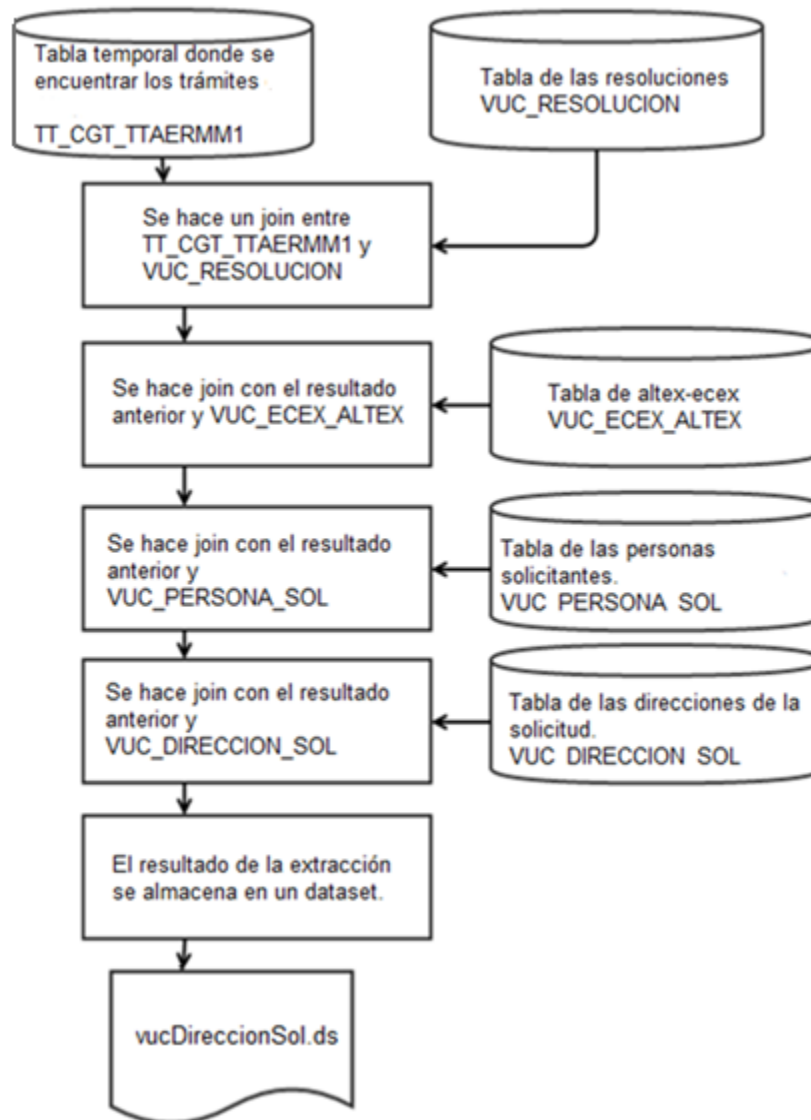 Tabla temporal donde se
encuentrar los trámites
TT_CGT_TTAERMM1
Tabla de las resoluciones
VUC_RESOLUCION
Se hace un join entre
TT_CGT_TTAERMM1 y
VUC_RESOLUCION
Se hace join con el resultado
anterior y VUC_ECEX_ALTEX
Tabla de altex-ecex
VUC_ECEX_ALTEX
Se hace join con el resultado
anterior y
VUC_PERSONA_SOL
Tabla de las personas
solicitantes.
VUC PERSONA SOL
Se hace join con el resultado
anterior y
VUC_DIRECCION_SOL
Tabla de las direcciones de la
solicitud.
VUC DIRECCION SOL
El resultado de la extracción
se almacena en un dataset.
vucDireccionSol.ds